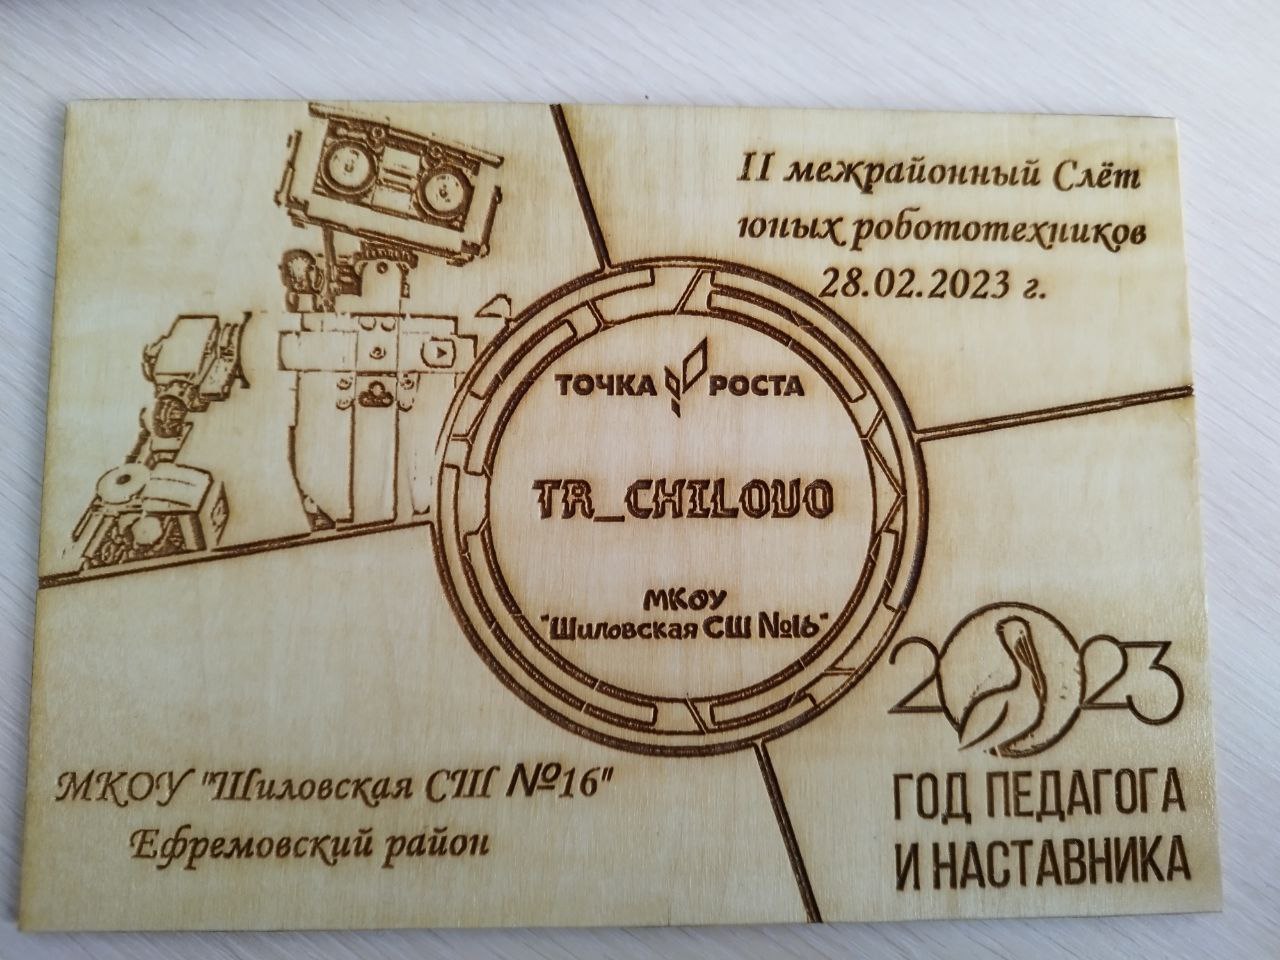 II межрайонный Слёт
юных робототехников
28.02.2023 г.
ТОЧКА РОСТА
TR_CHILOVO
МКОУ
"Шиловская СШ №16"
2023
ГОД ПЕДАГОГА
И НАСТАВНИКА
МКОУ "Шиловская СШ №16"
Ефремовский район